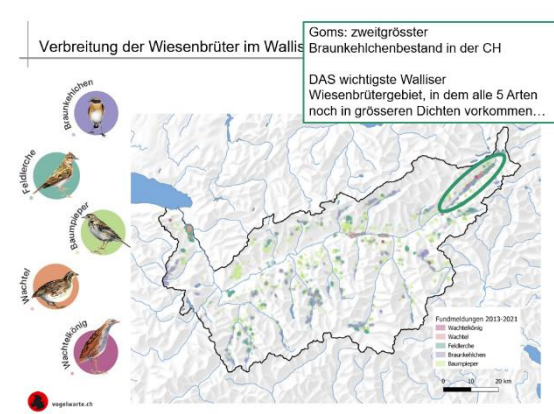 Verbreitung der Wiesenbrüter im Wallis
Goms: zweitgrösster
Braunkehlchenbestand in der CH
DAS wichtigste Walliser
Wiesenbrütergebiet, in dem alle 5 Arten
noch in grösseren Dichten vorkommen…
Braunkehlchen
Feldlerche
Baumpieper
Wachtel
Wachtelkönig
Fundmeldungen 2013-2021
Wachtelkönig
Wachtel
Feldlerche
Braunkehlchen
Baumpieper
0 10 20 km
vogelwarte.ch